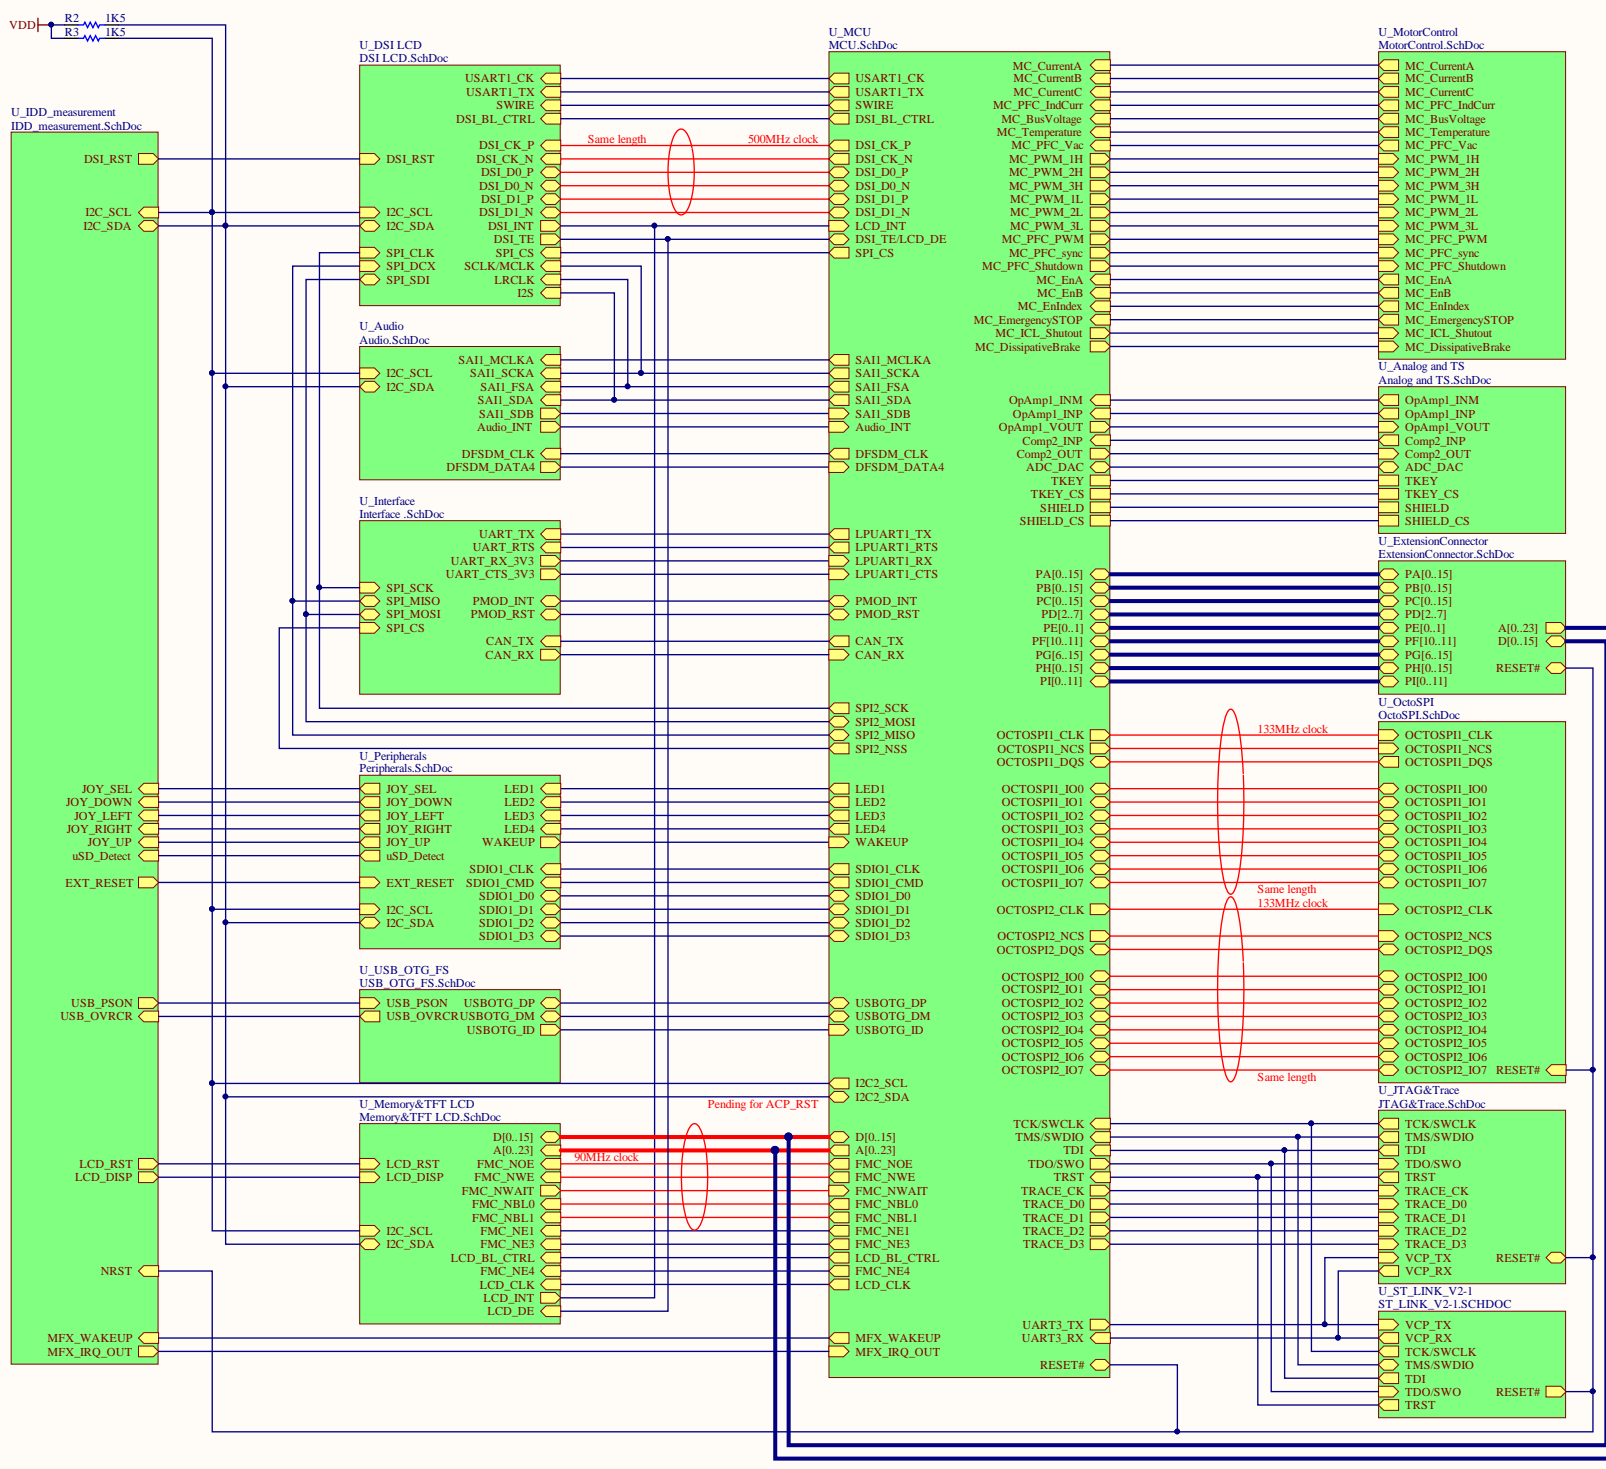 VDD
R2 1K5
R3 1K5
U_IDD_measurement
IDD_measurement.SchDoc
DSI_RST
I2C_SCL
I2C_SDA
JOY_SEL
JOY_DOWN
JOY_LEFT
JOY_RIGHT
JOY_UP
uSD_Detect
EXT_RESET
USB_PSON
USB_OVRCR
LCD_RST
LCD_DISP
NRST
MFX_WAKEUP
MFX_IRQ_OUT
U_DSI LCD
DSI LCD.SchDoc
USART1_CK
USART1_TX
SWIRE
DSI_BL_CTRL
DSI_CK_P
DSI_RST DSI_CK_N
DSI_D0_P
DSI_D0_N
DSI_D1_P
I2C_SCL DSI_D1_N
I2C_SDA DSI_INT
DSI_TE
SPI_CLK SPI_CS
SPI_DCX SCLK/MCLK
SPI_SDI LRCLK
I2S
Same length 500MHz clock
U_Audio
Audio.SchDoc
SAI1_MCLKA
I2C_SCL SAI1_SCKA
I2C_SDA SAI1_FSA
SAI1_SDA
SAI1_SDB
Audio_INT
DFSDM_CLK
DFSDM_DATA4
U_Interface
Interface .SchDoc
UART_TX
UART_RTS
UART_RX_3V3
UART_CTS_3V3
SPI_SCK
SPI_MISO PMOD_INT
SPI_MOSI PMOD_RST
SPI_CS
CAN_TX
CAN_RX
U_Peripherals
Peripherals.SchDoc
JOY_SEL LED1
JOY_DOWN LED2
JOY_LEFT LED3
JOY_RIGHT LED4
JOY_UP WAKEUP
uSD_Detect
SDIO1_CLK
EXT_RESET SDIO1_CMD
SDIO1_D0
I2C_SCL SDIO1_D1
I2C_SDA SDIO1_D2
SDIO1_D3
U_USB_OTG_FS
USB_OTG_FS.SchDoc
USB_PSON USBOTG_DP
USB_OVRCR USBOTG_DM
USBOTG_ID
U_Memory&TFT LCD
Memory&TFT LCD.SchDoc
Pending for ACP_RST
D[0..15]
A[0..23]
90MHz clock
LCD_RST FMC_NOE
LCD_DISP FMC_NWE
FMC_NWAIT
FMC_NBL0
FMC_NBL1
I2C_SCL FMC_NE1
I2C_SDA FMC_NE3
LCD_BL_CTRL
FMC_NE4
LCD_CLK
LCD_INT
LCD_DE
U_MCU
MCU.SchDoc
MC_CurrentA
USART1_CK MC_CurrentB
USART1_TX MC_CurrentC
SWIRE MC_PFC_IndCurr
DSI_BL_CTRL MC_BusVoltage
MC_Temperature
DSI_CK_P MC_PFC_Vac
DSI_CK_N MC_PWM_1H
DSI_D0_P MC_PWM_2H
DSI_D0_N MC_PWM_3H
DSI_D1_P MC_PWM_1L
DSI_D1_N MC_PWM_2L
LCD_INT MC_PWM_3L
DSI_TE/LCD_DE MC_PFC_PWM
SPI_CS MC_PFC_sync
MC_PFC_Shutdown
MC_EnA
MC_EnB
MC_EnIndex
MC_EmergencySTOP
MC_ICL_Shutout
MC_DissipativeBrake
SAI1_MCLKA
SAI1_SCKA
SAI1_FSA
SAI1_SDA OpAmp1_INM
SAI1_SDB OpAmp1_INP
Audio_INT OpAmp1_VOUT
Comp2_INP
DFSDM_CLK Comp2_OUT
DFSDM_DATA4 ADC_DAC
TKEY
TKEY_CS
SHIELD
SHIELD_CS
LPUART1_TX
LPUART1_RTS
LPUART1_RX
LPUART1_CTS PA[0..15]
PB[0..15]
PMOD_INT PC[0..15]
PMOD_RST PD[2..7]
PE[0..1]
CAN_TX PF[10..11]
CAN_RX PG[6..15]
PH[0..15]
PI[0..11]
SPI2_SCK
SPI2_MOSI
SPI2_MISO OCTOSPI1_CLK
SPI2_NSS OCTOSPI1_NCS
OCTOSPI1_DQS
LED1 OCTOSPI1_IO0
LED2 OCTOSPI1_IO1
LED3 OCTOSPI1_IO2
LED4 OCTOSPI1_IO3
WAKEUP OCTOSPI1_IO4
OCTOSPI1_IO5
SDIO1_CLK OCTOSPI1_IO6
SDIO1_CMD OCTOSPI1_IO7
SDIO1_D0
SDIO1_D1 OCTOSPI2_CLK
SDIO1_D2
SDIO1_D3 OCTOSPI2_NCS
OCTOSPI2_DQS
OCTOSPI2_IO0
OCTOSPI2_IO1
USBOTG_DP OCTOSPI2_IO2
USBOTG_DM OCTOSPI2_IO3
USBOTG_ID OCTOSPI2_IO4
OCTOSPI2_IO5
OCTOSPI2_IO6
OCTOSPI2_IO7
I2C2_SCL
I2C2_SDA
TCK/SWCLK
D[0..15] TMS/SWDIO
A[0..23] TDI
FMC_NOE TDO/SWO
FMC_NWE TRST
FMC_NWAIT TRACE_CK
FMC_NBL0 TRACE_D0
FMC_NBL1 TRACE_D1
FMC_NE1 TRACE_D2
FMC_NE3 TRACE_D3
LCD_BL_CTRL
FMC_NE4
LCD_CLK
UART3_TX
MFX_WAKEUP UART3_RX
MFX_IRQ_OUT
RESET#
133MHz clock
Same length
133MHz clock
Same length
U_MotorControl
MotorControl.SchDoc
MC_CurrentA
MC_CurrentB
MC_CurrentC
MC_PFC_IndCurr
MC_BusVoltage
MC_Temperature
MC_PFC_Vac
MC_PWM_1H
MC_PWM_2H
MC_PWM_3H
MC_PWM_1L
MC_PWM_2L
MC_PWM_3L
MC_PFC_PWM
MC_PFC_sync
MC_PFC_Shutdown
MC_EnA
MC_EnB
MC_EnIndex
MC_EmergencySTOP
MC_ICL_Shutout
MC_DissipativeBrake
U_Analog and TS
Analog and TS.SchDoc
OpAmp1_INM
OpAmp1_INP
OpAmp1_VOUT
Comp2_INP
Comp2_OUT
ADC_DAC
TKEY
TKEY_CS
SHIELD
SHIELD_CS
U_ExtensionConnector
ExtensionConnector.SchDoc
PA[0..15]
PB[0..15]
PC[0..15]
PD[2..7]
PE[0..1] A[0..23]
PF[10..11] D[0..15]
PG[6..15]
PH[0..15] RESET#
PI[0..11]
U_OctoSPI
OctoSPI.SchDoc
OCTOSPI1_CLK
OCTOSPI1_NCS
OCTOSPI1_DQS
OCTOSPI1_IO0
OCTOSPI1_IO1
OCTOSPI1_IO2
OCTOSPI1_IO3
OCTOSPI1_IO4
OCTOSPI1_IO5
OCTOSPI1_IO6
OCTOSPI1_IO7
OCTOSPI2_CLK
OCTOSPI2_NCS
OCTOSPI2_DQS
OCTOSPI2_IO0
OCTOSPI2_IO1
OCTOSPI2_IO2
OCTOSPI2_IO3
OCTOSPI2_IO4
OCTOSPI2_IO5
OCTOSPI2_IO6
OCTOSPI2_IO7 RESET#
U_JTAG&Trace
JTAG&Trace.SchDoc
TCK/SWCLK
TMS/SWDIO
TDI
TDO/SWO
TRST
TRACE_CK
TRACE_D0
TRACE_D1
TRACE_D2
TRACE_D3
VCP_TX RESET#
VCP_RX
U_ST_LINK_V2-1
ST_LINK_V2-1.SCHDOC
VCP_TX
VCP_RX
TCK/SWCLK
TMS/SWDIO
TDI
TDO/SWO RESET#
TRST